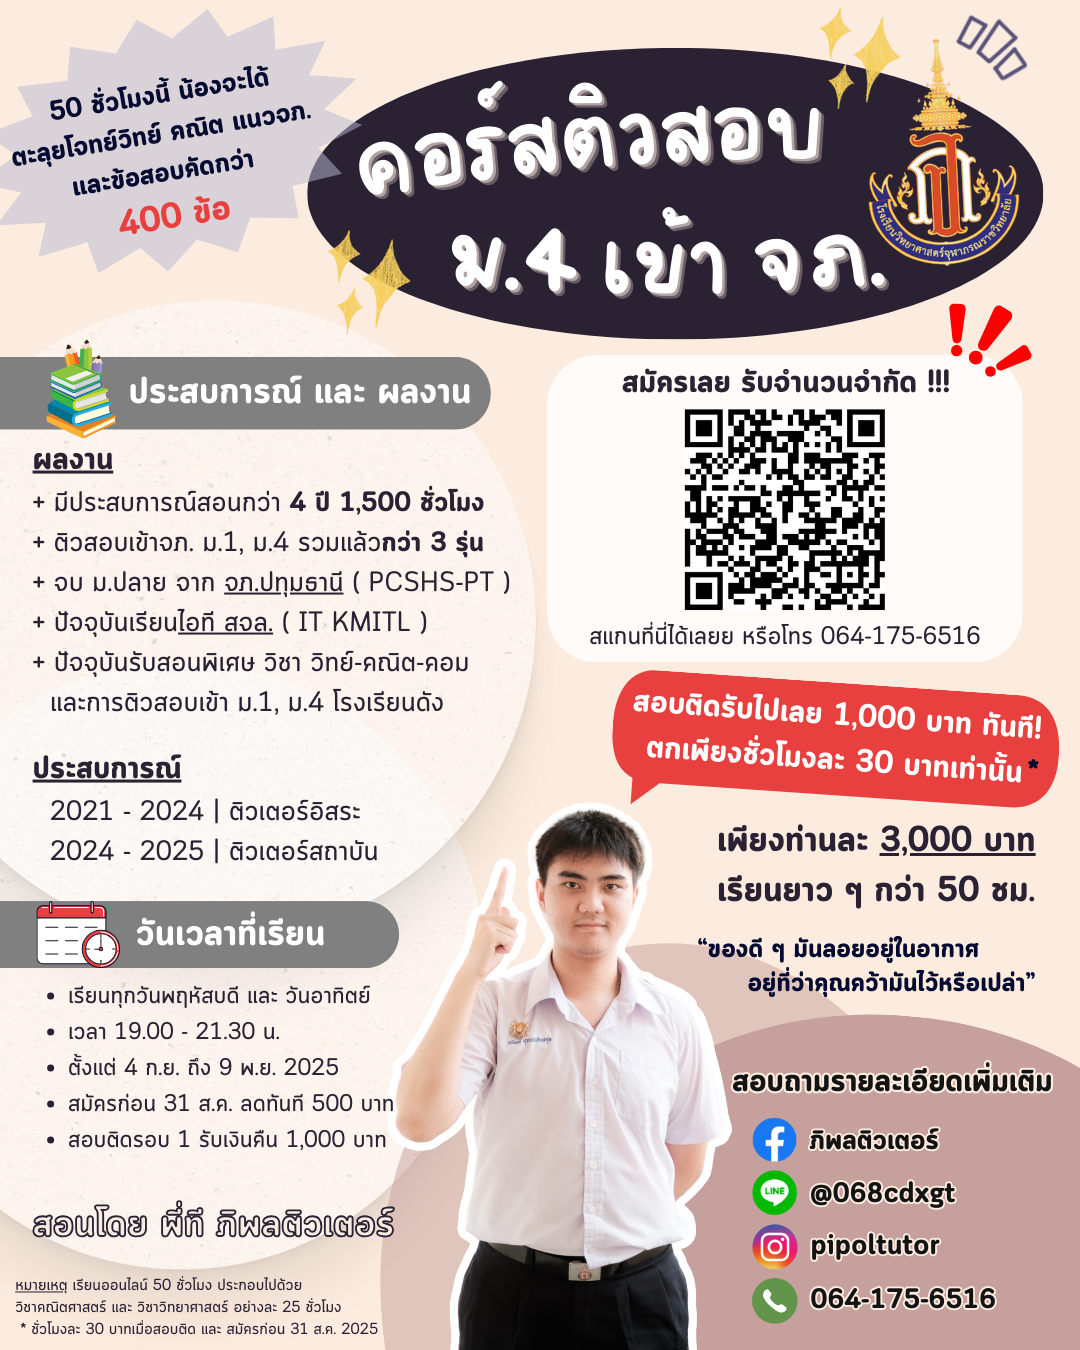 50 ชั่วโมงนี้ น้องจะได้
ตะลุยโจทย์วิทย์ คณิต แนวจภ.
และข้อสอบคัดกว่า
400 ข้อ
คอร์สติวสอบ
ม.4 เข้า จภ.
โรงเรียนวิทยาศาสตร์จุฬาภรณราชวิทยาลัย
ประสบการณ์ และ ผลงาน
ผลงาน
+ มีประสบการณ์สอนกว่า 4 ปี 1,500 ชั่วโมง
+ ติวสอบเข้าจภ. ม.1, ม.4 รวมแล้วกว่า 3 รุ่น
+ จบ ม.ปลาย จาก จภ.ปทุมธานี ( PCSHS-PT )
+ ปัจจุบันเรียนไอที สจล. ( IT KMITL )
+ ปัจจุบันรับสอนพิเศษ วิชา วิทย์-คณิต-คอม
และการติวสอบเข้า ม.1, ม.4 โรงเรียนดัง
ประสบการณ์
2021 - 2024 | ติวเตอร์อิสระ
2024 - 2025 | ติวเตอร์สถาบัน
วันเวลาที่เรียน
• เรียนทุกวันพฤหัสบดี และ วันอาทิตย์
• เวลา 19.00 - 21.30 น.
• ตั้งแต่ 4 ก.ย. ถึง 9 พ.ย. 2025
• สมัครก่อน 31 ส.ค. ลดทันที 500 บาท
• สอบติดรอบ 1 รับเงินคืน 1,000 บาท
สอนโดย พี่ที ภิพลติวเตอร์
หมายเหตุ เรียนออนไลน์ 50 ชั่วโมง ประกอบไปด้วย
วิชาคณิตศาสตร์ และ วิชาวิทยาศาสตร์ อย่างละ 25 ชั่วโมง
* ชั่วโมงละ 30 บาทเมื่อสอบติด และ สมัครก่อน 31 ส.ค. 2025
สมัครเลย รับจำนวนจำกัด !!!
สแกนที่นี่ได้เลยย หรือโทร 064-175-6516
สอบติดรับไปเลย 1,000 บาท ทันที!
ตกเพียงชั่วโมงละ 30 บาทเท่านั้น *
เพียงท่านละ 3,000 บาท
เรียนยาว ๆ กว่า 50 ชม.
“ของดี ๆ มันลอยอยู่ในอากาศ
อยู่ที่ว่าคุณคว้ามันไว้หรือเปล่า”
สอบถามรายละเอียดเพิ่มเติม
ภิพลติวเตอร์
LINE
@068cdxgt
pipoltutor
064-175-6516